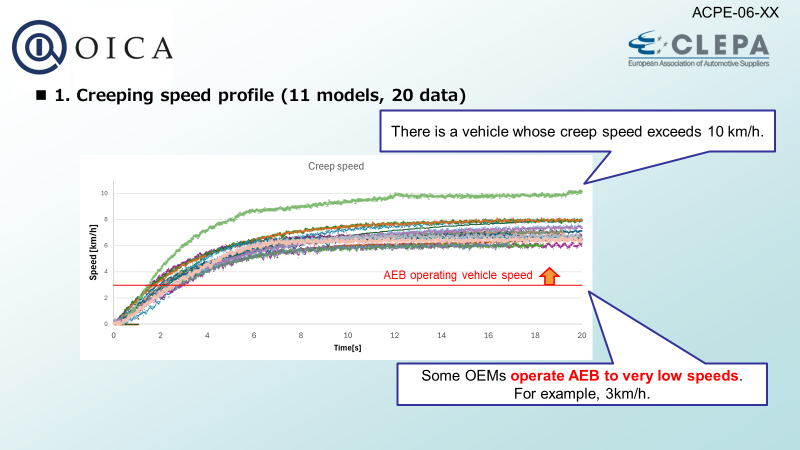 ACPE-06-XX
OICA
CLEPA
European Association of Automotive Suppliers
1. Creeping speed profile (11 models, 20 data)
There is a vehicle whose creep speed exceeds 10 km/h.
Creep speed
Speed [km/h]
10
8
6
4
2
0
AEB operating vehicle speed
0 2 4 6 8 10 12 14 16 18 20
Time[s]
Some OEMs operate AEB to very low speeds.
For example, 3km/h.